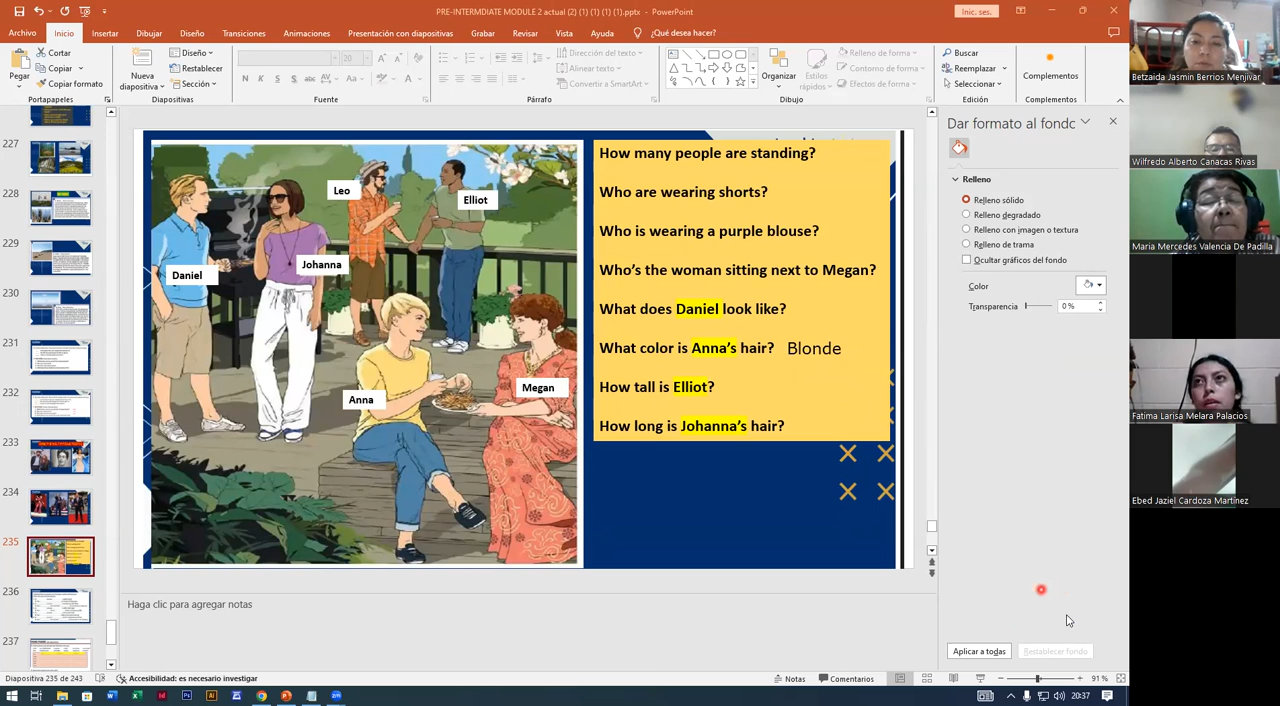 PRE-INTERMDIATE MODULE 2 actual (2) (1) (1) (1) (1).pptx - PowerPoint
Inic. ses.
Archivo Inicio Insertar Dibujar Diseño Transiciones Animaciones Presentación con diapositivas Grabar Revisar Vista Ayuda ¿Qué desea hacer?
Pegar
Cortar
Copiar
Copiar formato
Portapapeles
Nueva diapositiva
Diseño
Restablecer
Sección
Diapositivas
20
N K S S abc AV Aa A
Fuente
Dirección del texto
Alinear texto
Convertir a SmartArt
Párrafo
Organizar
Estilos rápidos
Relleno de forma
Contorno de forma
Efectos de forma
Dibujo
Buscar
Reemplazar
Seleccionar
Edición
Complementos
Complementos
227
228
229
230
231
232
233
234
235
236
237
Daniel
Johanna
Leo
Elliot
Anna
Megan
How many people are standing?
Who are wearing shorts?
Who is wearing a purple blouse?
Who's the woman sitting next to Megan?
What does Daniel look like?
What color is Anna's hair? Blonde
How tall is Elliot?
How long is Johanna's hair?
Haga clic para agregar notas
Dar formato al fondo
Relleno
Relleno sólido
Relleno degradado
Relleno con imagen o textura
Relleno de trama
Ocultar gráficos del fondo
Color
Transparencia 0 %
Aplicar a todas
Restablecer fondo
Diapositiva 235 de 243
Accesibilidad: es necesario investigar
Notas
Comentarios
91 %
20:37
Betzaida Jasmin Berrios Menjivar
Wilfredo Alberto Canacas Rivas
Maria Mercedes Valencia De Padilla
Fatima Larisa Melara Palacios
Ebed Jaziel Cardoza Martínez